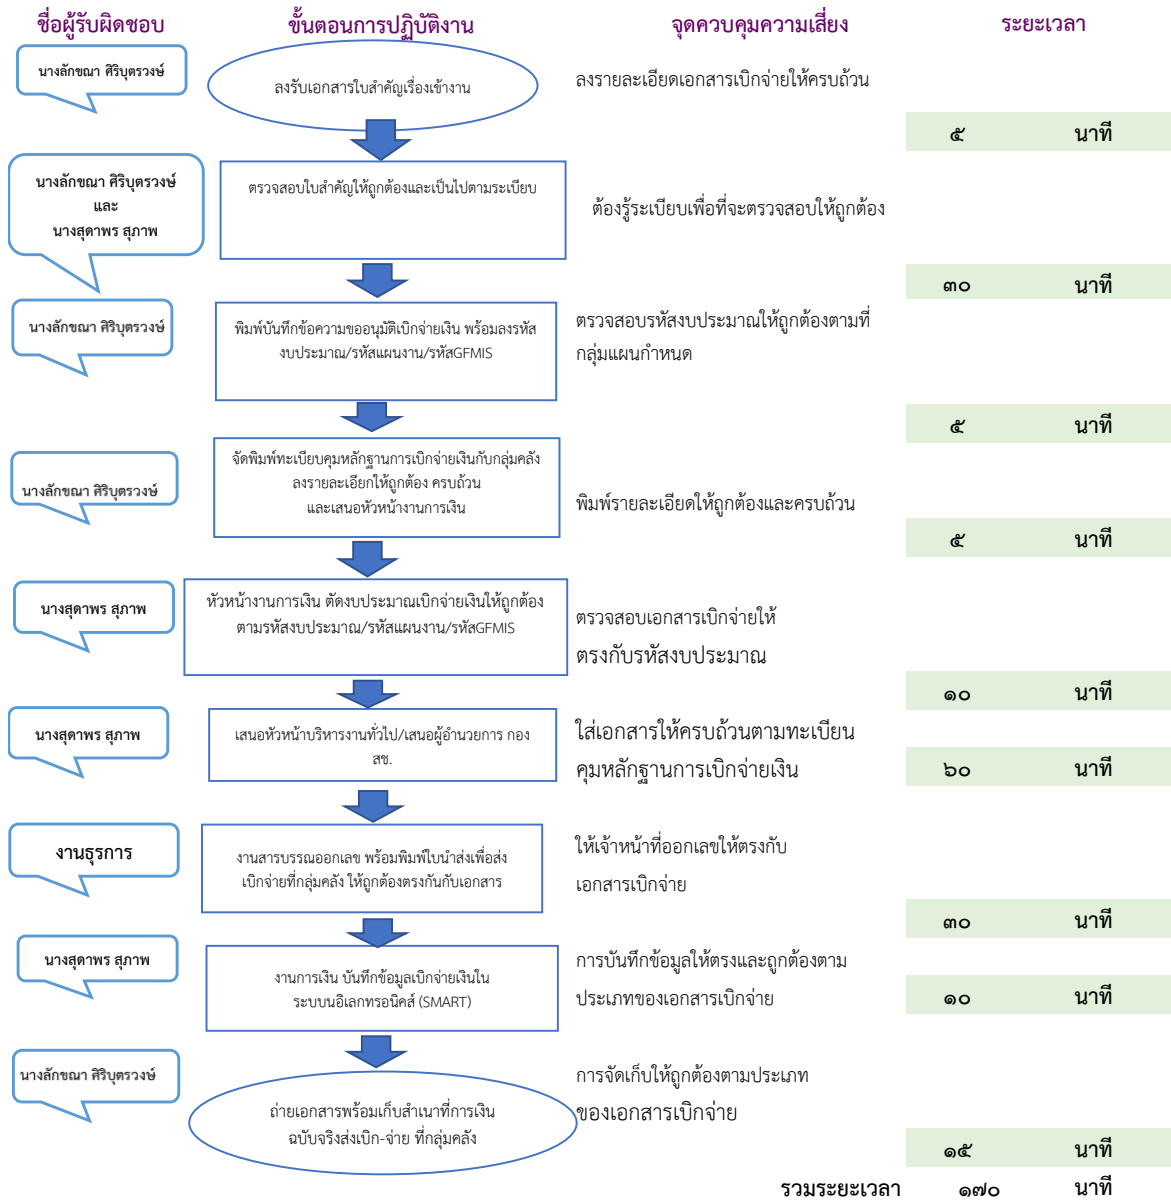 ชื่อผู้รับผิดชอบ ขั้นตอนการปฏิบัติงาน จุดควบคุมความเสี่ยง ระยะเวลา
นางลักขณา ศิริบุตรวงษ์
ลงรับเอกสารใบสำคัญเรื่องเข้างาน
ลงรายละเอียดเอกสารเบิกจ่ายให้ครบถ้วน
๕ นาที
นางลักขณา ศิริบุตรวงษ์
และ
นางสุดาพร สุภาพ
ตรวจสอบใบสำคัญให้ถูกต้องและเป็นไปตามระเบียบ
ต้องรู้ระเบียบเพื่อที่จะตรวจสอบให้ถูกต้อง
๓๐ นาที
นางลักขณา ศิริบุตรวงษ์
พิมพ์บันทึกข้อความขออนุมัติเบิกจ่ายเงิน พร้อมลงรหัส
งบประมาณ/รหัสแผนงาน/รหัสGFMIS
ตรวจสอบรหัสงบประมาณให้ถูกต้องตามที่
กลุ่มแผนกำหนด
๕ นาที
นางลักขณา ศิริบุตรวงษ์
จัดพิมพ์ทะเบียบคุมหลักฐานการเบิกจ่ายเงินกับกลุ่มคลัง
ลงรายละเอียกให้ถูกต้อง ครบถ้วน
และเสนอหัวหน้างานการเงิน
พิมพ์รายละเอียดให้ถูกต้องและครบถ้วน
๕ นาที
นางสุดาพร สุภาพ
หัวหน้างานการเงิน ตัดงบประมาณเบิกจ่ายเงินให้ถูกต้อง
ตามรหัสงบประมาณ/รหัสแผนงาน/รหัสGFMIS
ตรวจสอบเอกสารเบิกจ่ายให้
ตรงกับรหัสงบประมาณ
๑๐ นาที
นางสุดาพร สุภาพ
เสนอหัวหน้าบริหารงานทั่วไป/เสนอผู้อำนวยการ กอง
สช.
ใส่เอกสารให้ครบถ้วนตามทะเบียน
คุมหลักฐานการเบิกจ่ายเงิน
๖๐ นาที
งานธุรการ
งานสารบรรณออกเลข พร้อมพิมพ์ใบนำส่งเพื่อส่ง
เบิกจ่ายที่กลุ่มคลัง ให้ถูกต้องตรงกันกับเอกสาร
ให้เจ้าหน้าที่ออกเลขให้ตรงกับ
เอกสารเบิกจ่าย
๓๐ นาที
นางสุดาพร สุภาพ
งานการเงิน บันทึกข้อมูลเบิกจ่ายเงินใน
ระบบนอิเลกทรอนิคส์ (SMART)
การบันทึกข้อมูลให้ตรงและถูกต้องตาม
ประเภทของเอกสารเบิกจ่าย
๑๐ นาที
นางลักขณา ศิริบุตรวงษ์
ถ่ายเอกสารพร้อมเก็บสำเนาที่การเงิน
ฉบับจริงส่งเบิก-จ่าย ที่กลุ่มคลัง
การจัดเก็บให้ถูกต้องตามประเภท
ของเอกสารเบิกจ่าย
๑๕ นาที
รวมระยะเวลา ๑๗๐ นาที